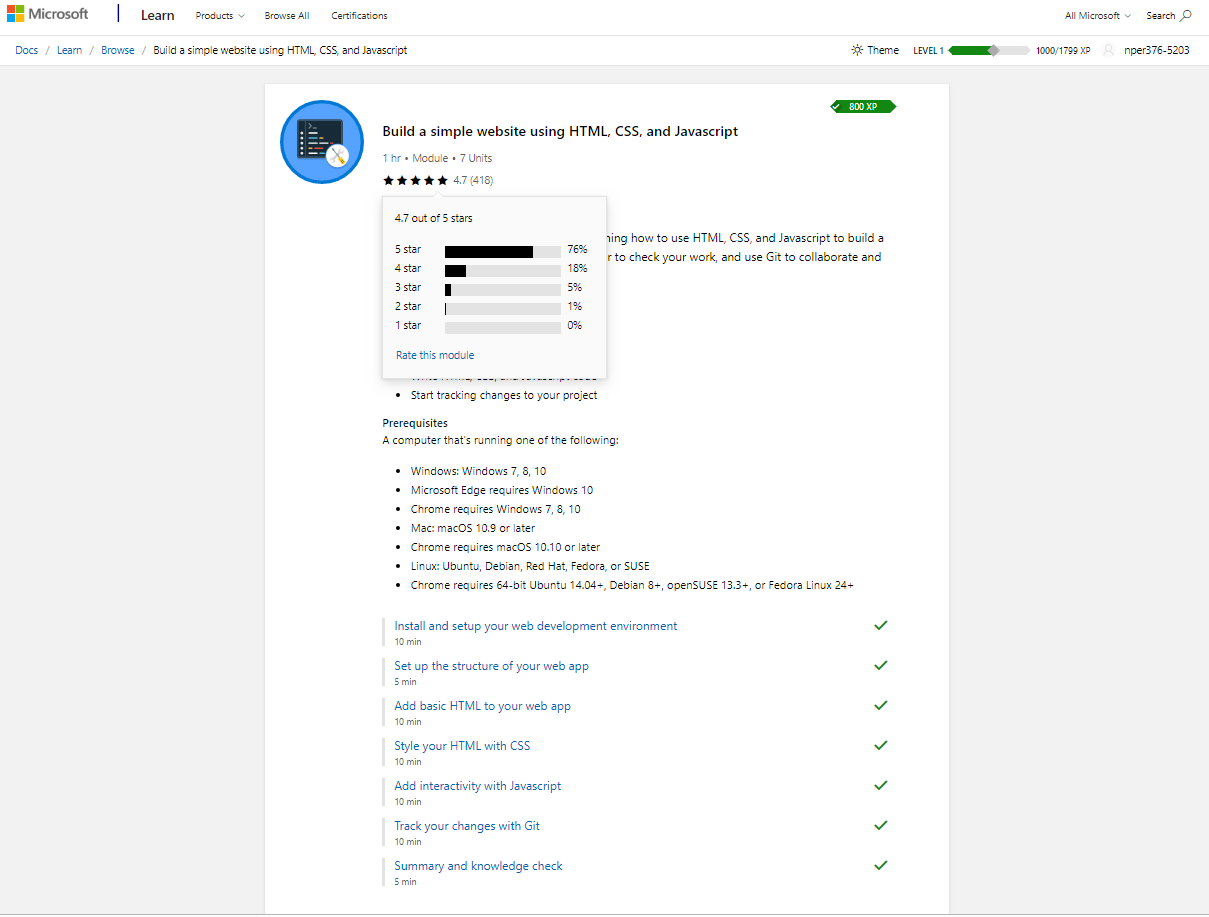 Microsoft Learn Products Browse All Certifications All Microsoft Search
Docs / Learn / Browse / Build a simple website using HTML, CSS, and Javascript Theme LEVEL 1 1000/1799 XP nper376-5203
800 XP
Build a simple website using HTML, CSS, and Javascript
1 hr • Module • 7 Units
4.7 (418)
4.7 out of 5 stars
how to use HTML, CSS, and Javascript to build a
to check your work, and use Git to collaborate and
5 star 76%
4 star 18%
3 star 5%
2 star 1%
1 star 0%
Rate this module
• Start tracking changes to your project
Prerequisites
A computer that's running one of the following:
• Windows: Windows 7, 8, 10
• Microsoft Edge requires Windows 10
• Chrome requires Windows 7, 8, 10
• Mac: macOS 10.9 or later
• Chrome requires macOS 10.10 or later
• Linux: Ubuntu, Debian, Red Hat, Fedora, or SUSE
• Chrome requires 64-bit Ubuntu 14.04+, Debian 8+, openSUSE 13.3+, or Fedora Linux 24+
Install and setup your web development environment
10 min
Set up the structure of your web app
5 min
Add basic HTML to your web app
10 min
Style your HTML with CSS
10 min
Add interactivity with Javascript
10 min
Track your changes with Git
10 min
Summary and knowledge check
5 min